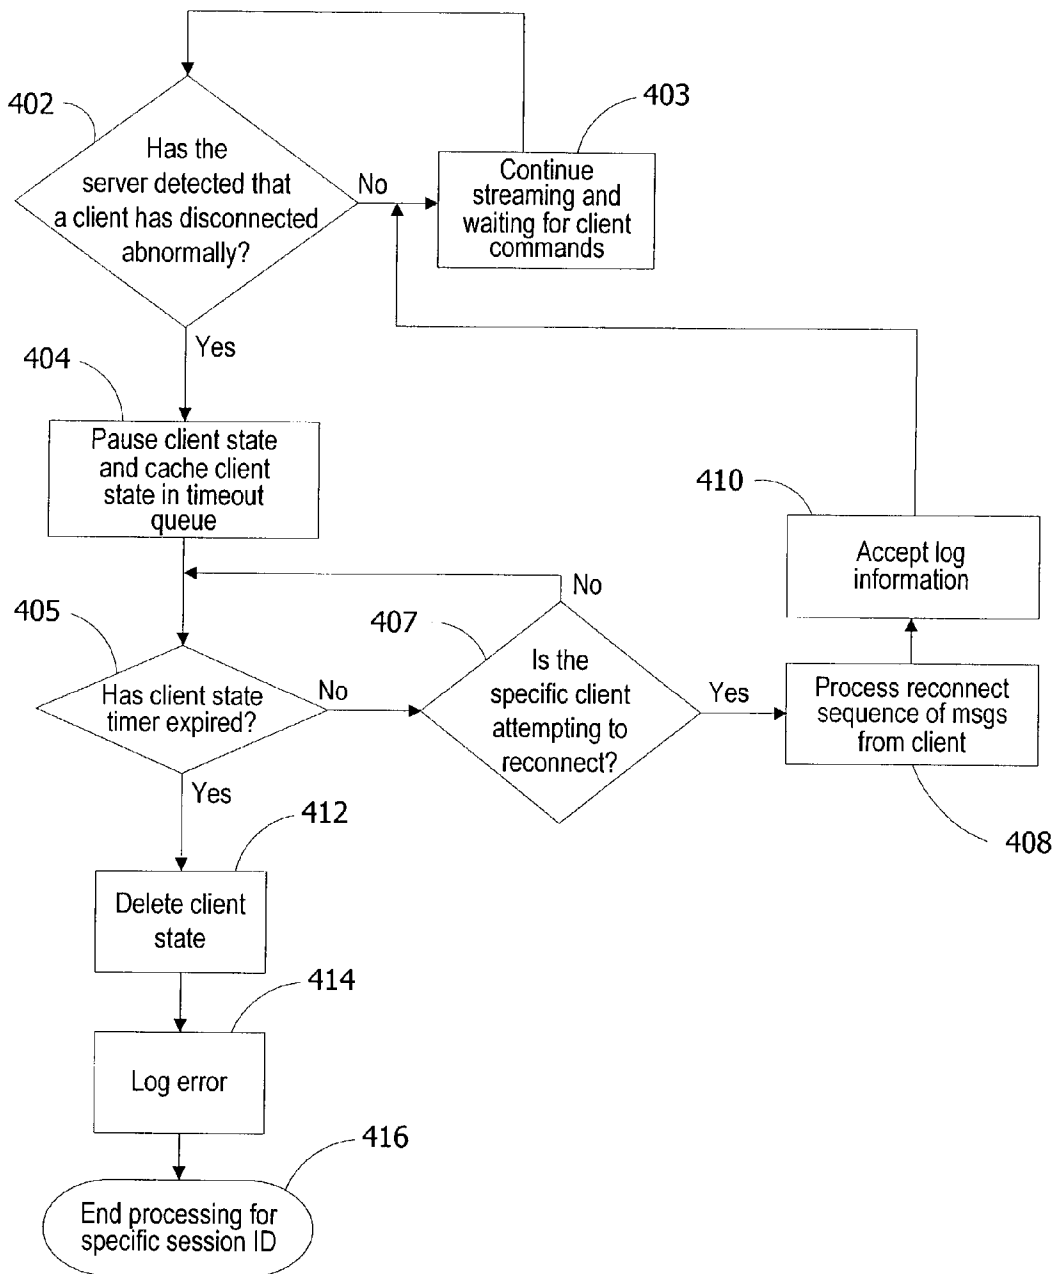 402
Has the
server detected that
a client has disconnected
abnormally?
No
403
Continue
streaming and
waiting for client
commands
Yes
404
Pause client state
and cache client
state in timeout
queue
405
Has client state
timer expired?
No
407
Is the
specific client
attempting to
reconnect?
No
Yes
410
Accept log
information
Process reconnect
sequence of msgs
from client
408
Yes
412
Delete client
state
414
Log error
416
End processing for
specific session ID